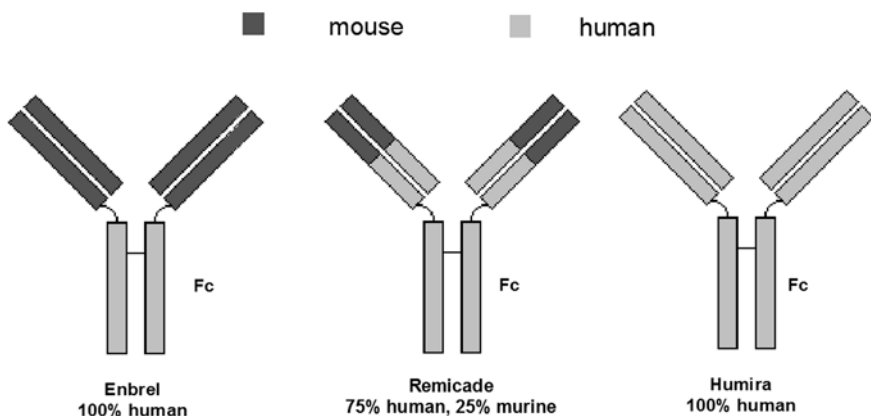 mouse human
Fc Fc Fc
Enbrel Remicade Humira
100% human 75% human, 25% murine 100% human